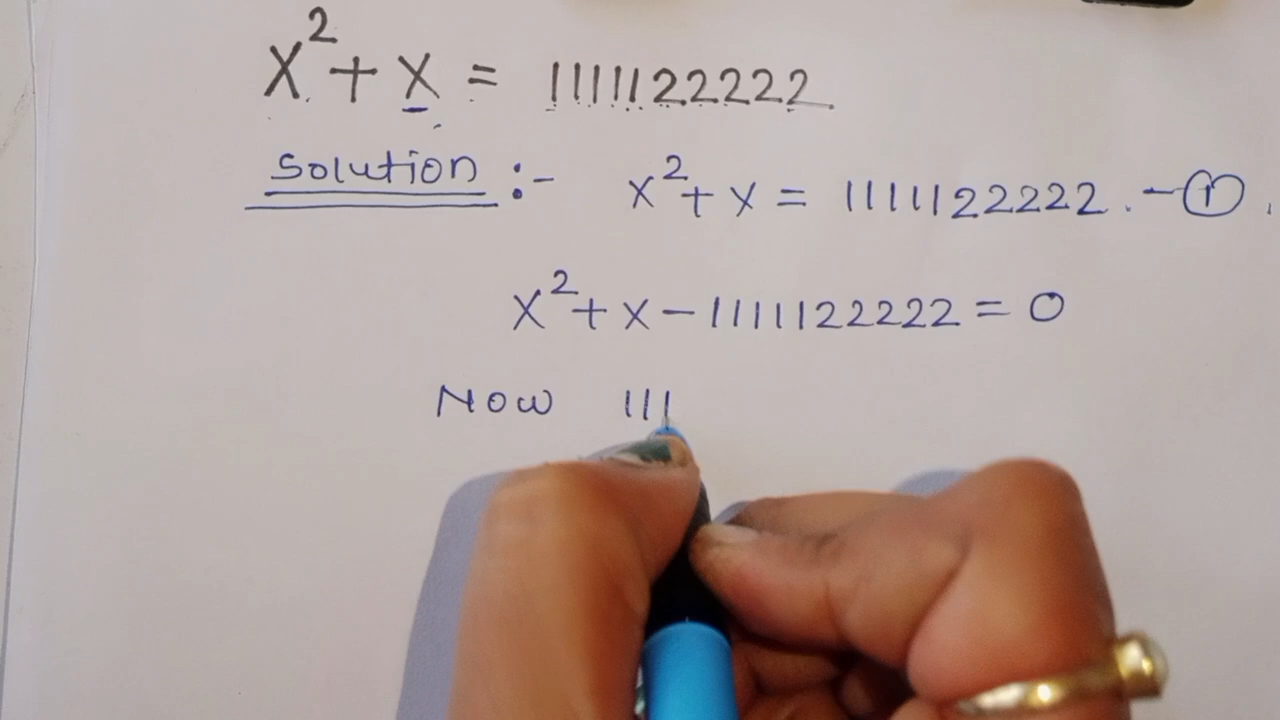 x² + x = 1111122222
Solution :- x² + x = 1111122222. - ①
x² + x - 1111122222 = 0
Now 111